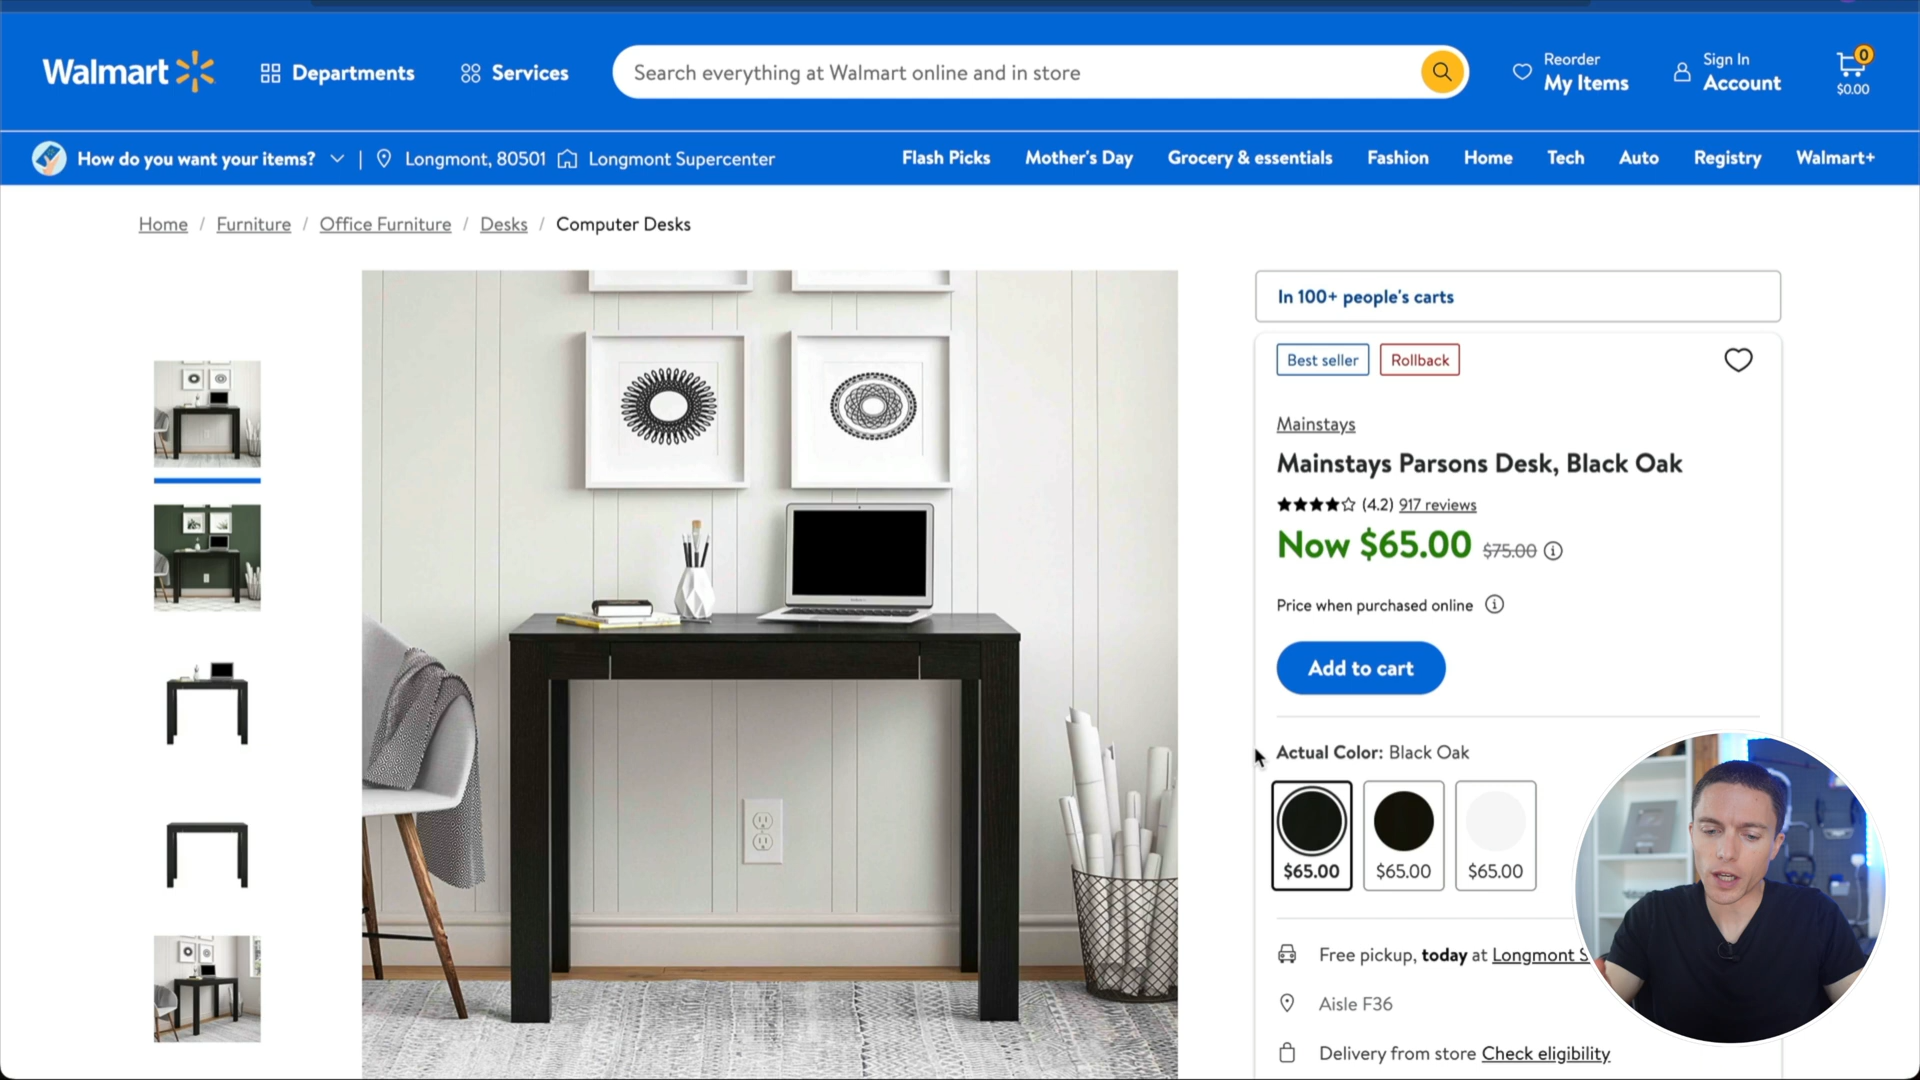 Walmart
Departments
Services
Search everything at Walmart online and in store
Reorder
My Items
Sign In
Account
0
$0.00
How do you want your items?
|
Longmont, 80501
Longmont Supercenter
Flash Picks
Mother's Day
Grocery & essentials
Fashion
Home
Tech
Auto
Registry
Walmart+
Home / Furniture / Office Furniture / Desks / Computer Desks
In 100+ people's carts
Best seller
Rollback
Mainstays
Mainstays Parsons Desk, Black Oak
(4.2) 917 reviews
Now $65.00 $75.00
Price when purchased online
Add to cart
Actual Color: Black Oak
$65.00
$65.00
$65.00
Free pickup, today at Longmont S
Aisle F36
Delivery from store Check eligibility